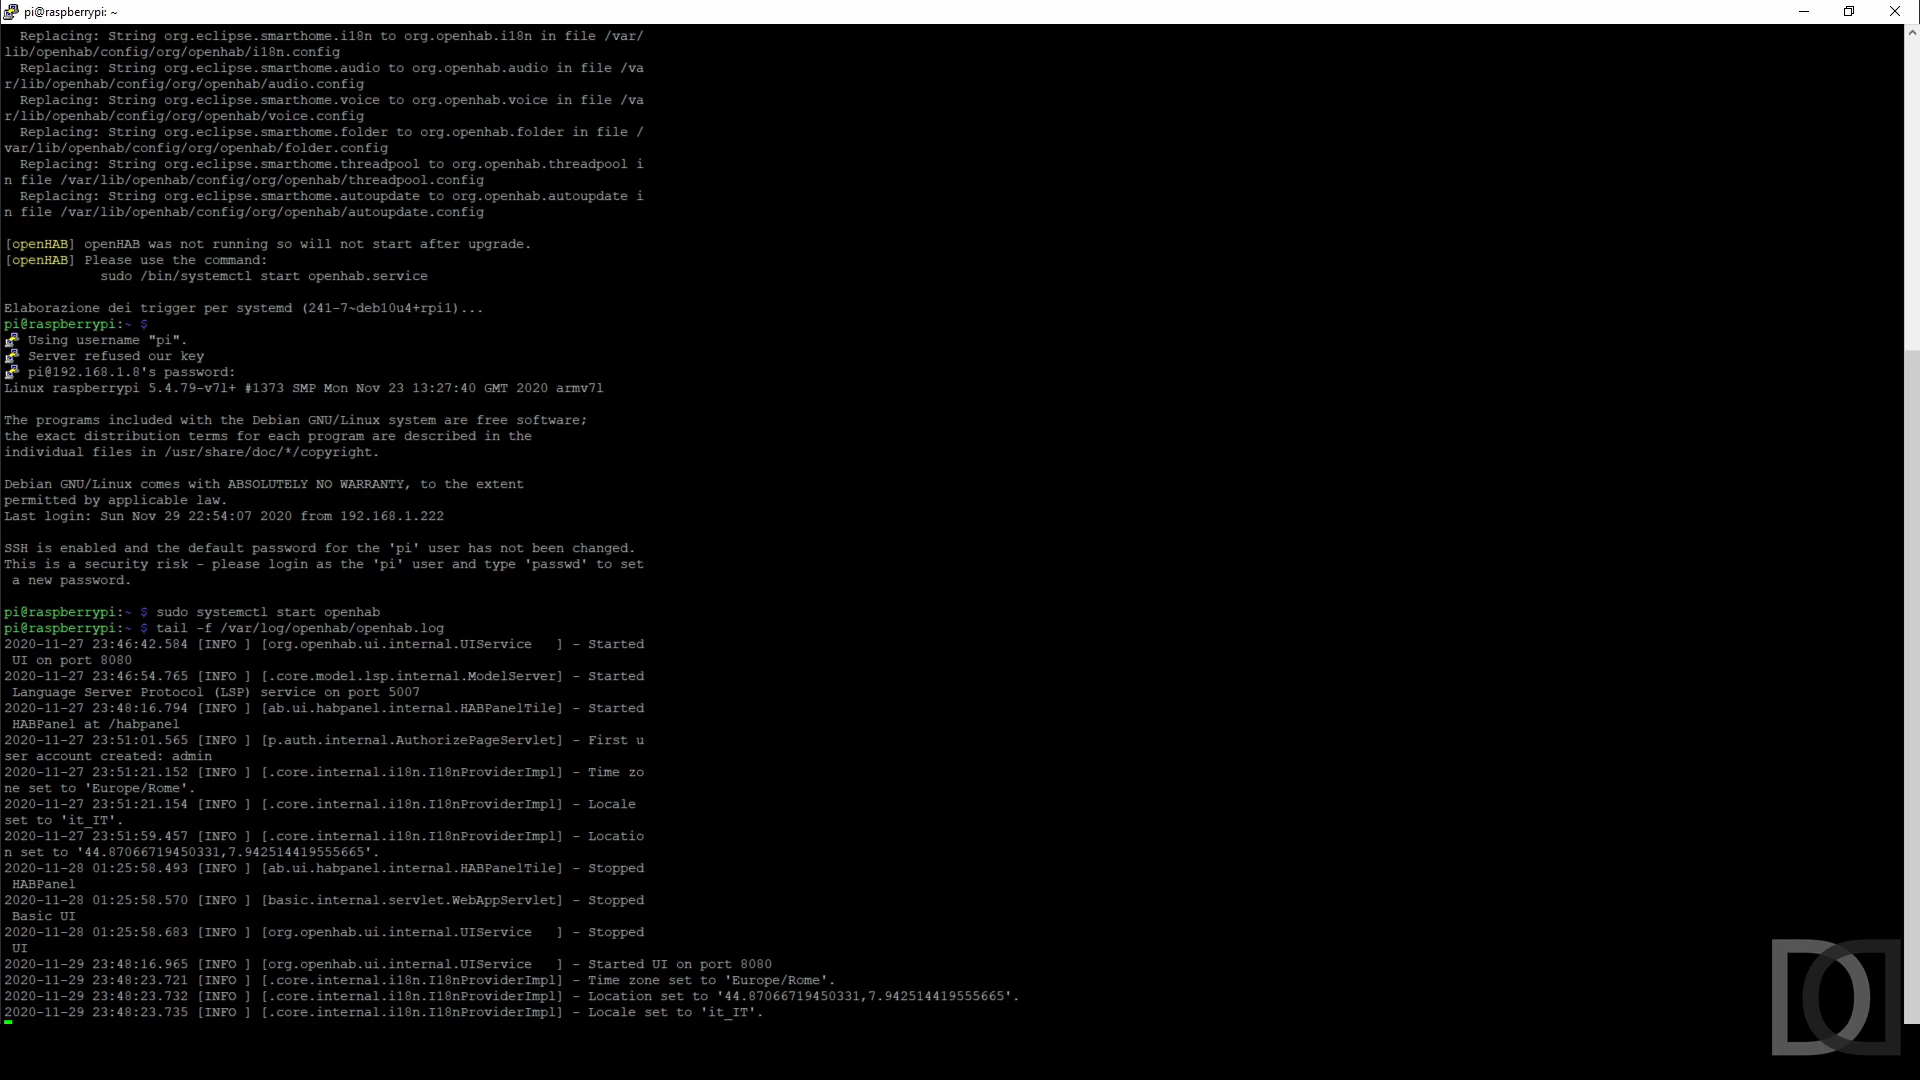 pi@raspberrypi: ~
  Replacing: String org.eclipse.smarthome.i18n to org.openhab.i18n in file /var/
lib/openhab/config/org/openhab/i18n.config
  Replacing: String org.eclipse.smarthome.audio to org.openhab.audio in file /va
r/lib/openhab/config/org/openhab/audio.config
  Replacing: String org.eclipse.smarthome.voice to org.openhab.voice in file /va
r/lib/openhab/config/org/openhab/voice.config
  Replacing: String org.eclipse.smarthome.folder to org.openhab.folder in file /
var/lib/openhab/config/org/openhab/folder.config
  Replacing: String org.eclipse.smarthome.threadpool to org.openhab.threadpool i
n file /var/lib/openhab/config/org/openhab/threadpool.config
  Replacing: String org.eclipse.smarthome.autoupdate to org.openhab.autoupdate i
n file /var/lib/openhab/config/org/openhab/autoupdate.config
[openHAB] openHAB was not running so will not start after upgrade.
[openHAB] Please use the command:
            sudo /bin/systemctl start openhab.service
Elaborazione dei trigger per systemd (241-7~deb10u4+rpi1)...
pi@raspberrypi:~ $
Using username "pi".
Server refused our key
pi@192.168.1.8's password:
Linux raspberrypi 5.4.79-v7l+ #1373 SMP Mon Nov 23 13:27:40 GMT 2020 armv7l
The programs included with the Debian GNU/Linux system are free software;
the exact distribution terms for each program are described in the
individual files in /usr/share/doc/*/copyright.
Debian GNU/Linux comes with ABSOLUTELY NO WARRANTY, to the extent
permitted by applicable law.
Last login: Sun Nov 29 22:54:07 2020 from 192.168.1.222
SSH is enabled and the default password for the 'pi' user has not been changed.
This is a security risk - please login as the 'pi' user and type 'passwd' to set
 a new password.
pi@raspberrypi:~ $ sudo systemctl start openhab
pi@raspberrypi:~ $ tail -f /var/log/openhab/openhab.log
2020-11-27 23:46:42.584 [INFO ] [org.openhab.ui.internal.UIService   ] - Started
 UI on port 8080
2020-11-27 23:46:54.765 [INFO ] [.core.model.lsp.internal.ModelServer] - Started
 Language Server Protocol (LSP) service on port 5007
2020-11-27 23:48:16.794 [INFO ] [ab.ui.habpanel.internal.HABPanelTile] - Started
 HABPanel at /habpanel
2020-11-27 23:51:01.565 [INFO ] [p.auth.internal.AuthorizePageServlet] - First u
ser account created: admin
2020-11-27 23:51:21.152 [INFO ] [.core.internal.i18n.I18nProviderImpl] - Time zo
ne set to 'Europe/Rome'.
2020-11-27 23:51:21.154 [INFO ] [.core.internal.i18n.I18nProviderImpl] - Locale
set to 'it_IT'.
2020-11-27 23:51:59.457 [INFO ] [.core.internal.i18n.I18nProviderImpl] - Locatio
n set to '44.87066719450331,7.942514419555665'.
2020-11-28 01:25:58.493 [INFO ] [ab.ui.habpanel.internal.HABPanelTile] - Stopped
 HABPanel
2020-11-28 01:25:58.570 [INFO ] [basic.internal.servlet.WebAppServlet] - Stopped
 Basic UI
2020-11-28 01:25:58.683 [INFO ] [org.openhab.ui.internal.UIService   ] - Stopped
 UI
2020-11-29 23:48:16.965 [INFO ] [org.openhab.ui.internal.UIService   ] - Started UI on port 8080
2020-11-29 23:48:23.721 [INFO ] [.core.internal.i18n.I18nProviderImpl] - Time zone set to 'Europe/Rome'.
2020-11-29 23:48:23.732 [INFO ] [.core.internal.i18n.I18nProviderImpl] - Location set to '44.87066719450331,7.942514419555665'.
2020-11-29 23:48:23.735 [INFO ] [.core.internal.i18n.I18nProviderImpl] - Locale set to 'it_IT'.